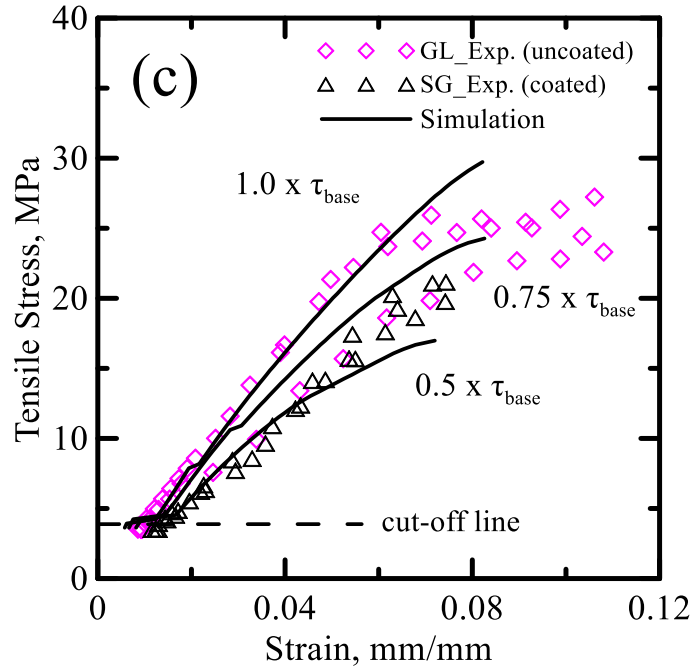 40
(c)
GL_Exp. (uncoated)
SG_Exp. (coated)
Simulation
30
1.0 x τbase
20
0.75 x τbase
0.5 x τbase
10
cut-off line
0
0
0.04
0.08
0.12
Tensile Stress, MPa
Strain, mm/mm